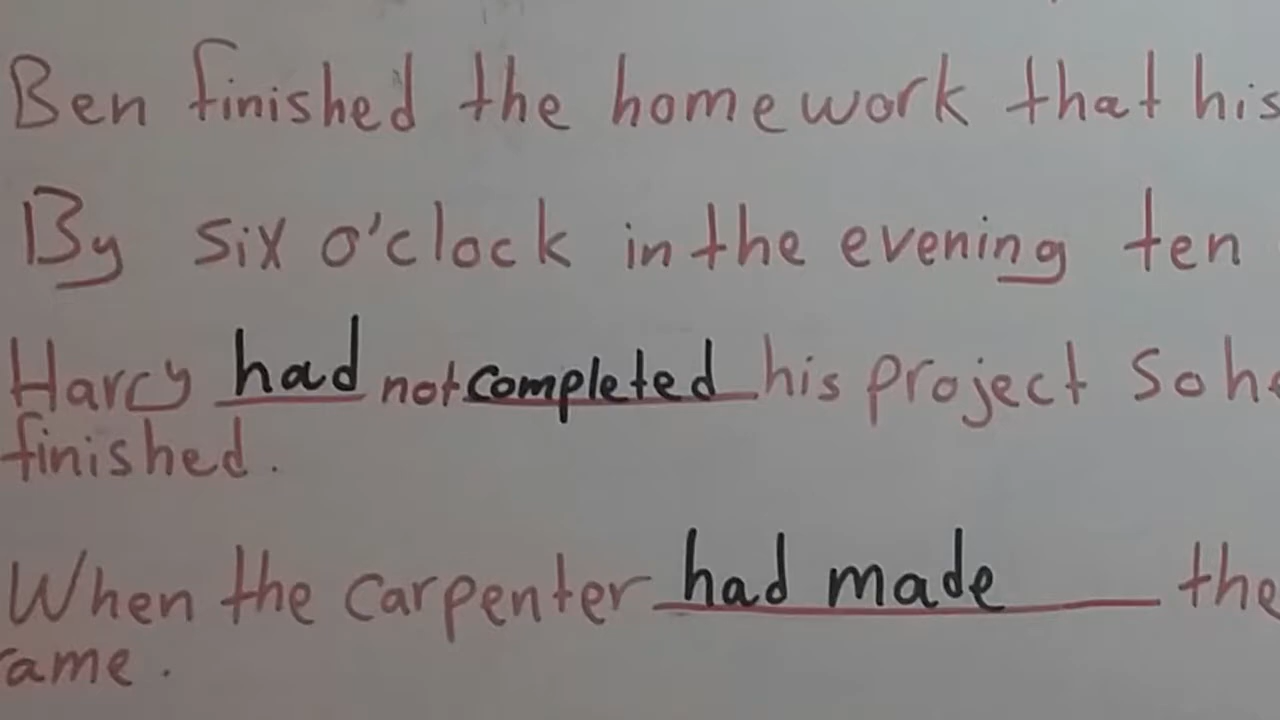 Ben finished the homework that his
By six o'clock in the evening ten
Harry had not completed his project so he
finished.
When the carpenter had made the
ame.